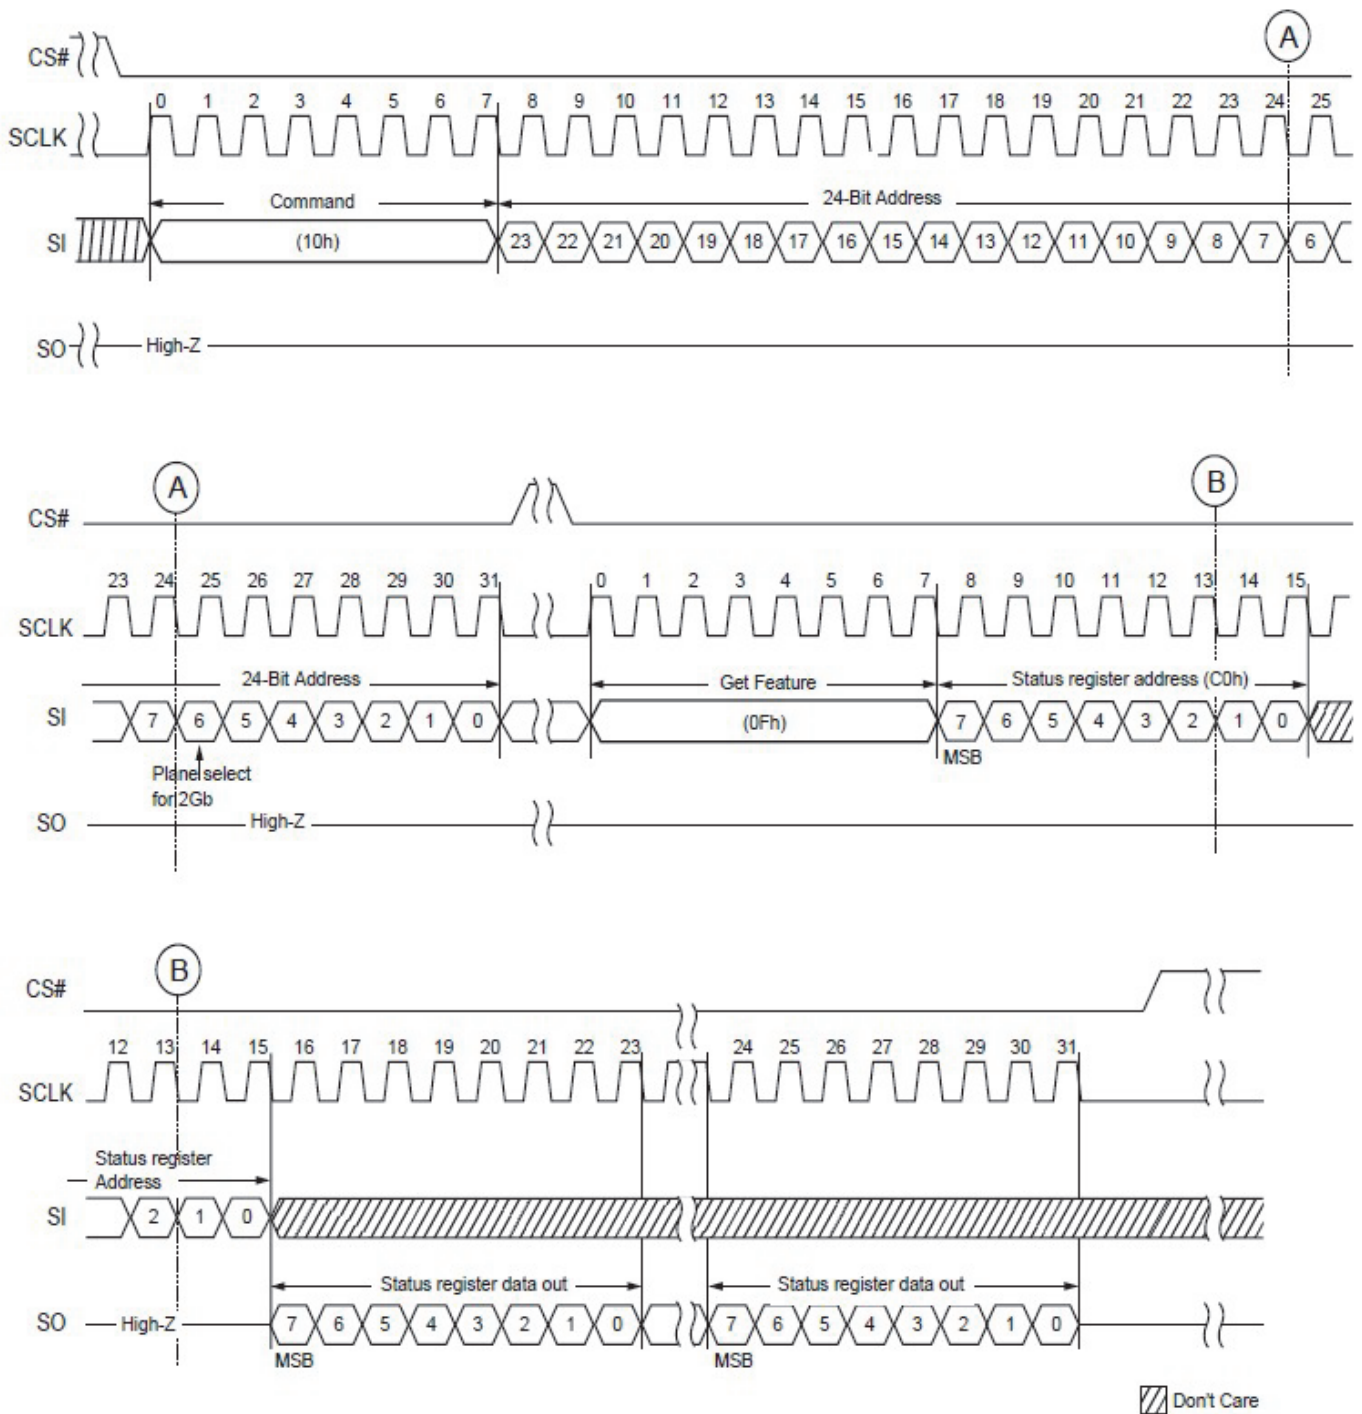 A
CS#
0 1 2 3 4 5 6 7 8 9 10 11 12 13 14 15 16 17 18 19 20 21 22 23 24 25
SCLK
Command 24-Bit Address
SI (10h) 23 22 21 20 19 18 17 16 15 14 13 12 11 10 9 8 7 6
SO High-Z
A B
CS#
23 24 25 26 27 28 29 30 31 0 1 2 3 4 5 6 7 8 9 10 11 12 13 14 15
SCLK
24-Bit Address Get Feature Status register address (C0h)
SI 7 6 5 4 3 2 1 0 (0Fh) 7 6 5 4 3 2 1 0
MSB
Plane select
for 2Gb
SO High-Z
B
CS#
12 13 14 15 16 17 18 19 20 21 22 23 24 25 26 27 28 29 30 31
SCLK
Status register
Address
SI 2 1 0
Status register data out Status register data out
SO High-Z 7 6 5 4 3 2 1 0 7 6 5 4 3 2 1 0
MSB MSB
Don't Care